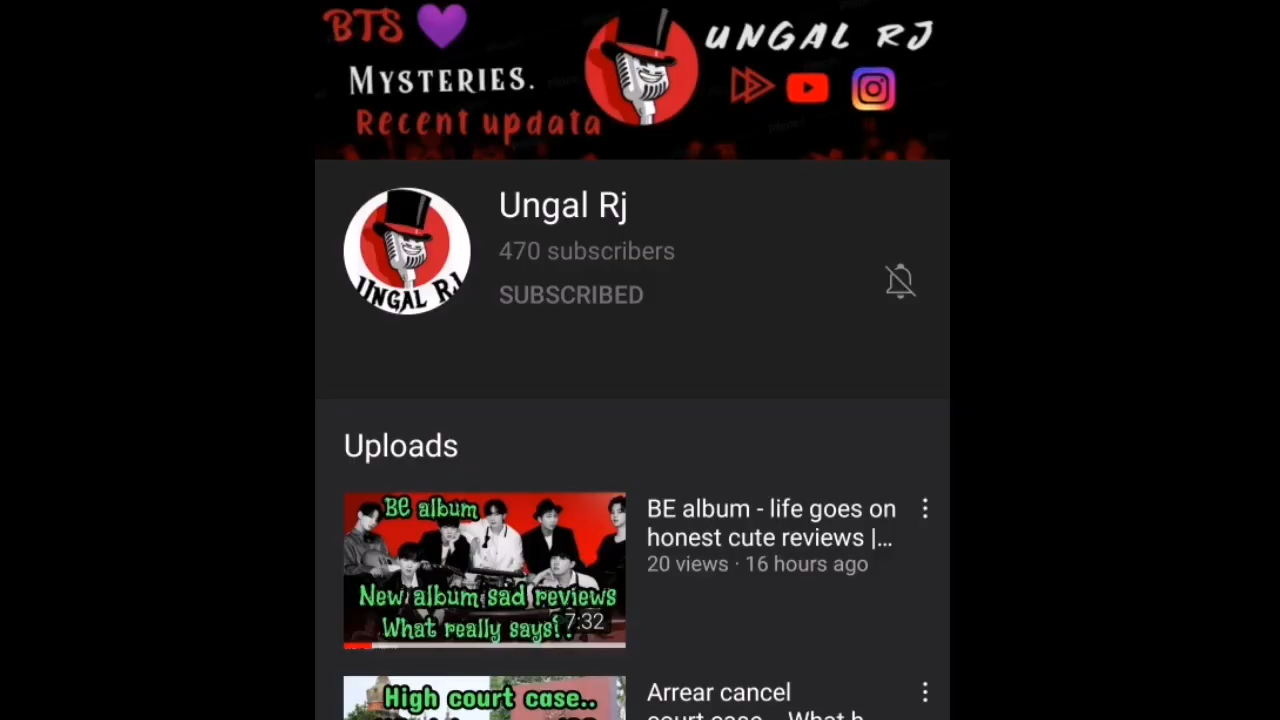 BTS 💜
MYSTERIES.
Recent updata
UNGAL RJ
UNGAL RJ
Ungal Rj
470 subscribers
SUBSCRIBED
Uploads
BE album
New album sad reviews
What really says!?
7:32
BE album - life goes on
honest cute reviews |...
20 views · 16 hours ago
High court case..
Arrear cancel
court case